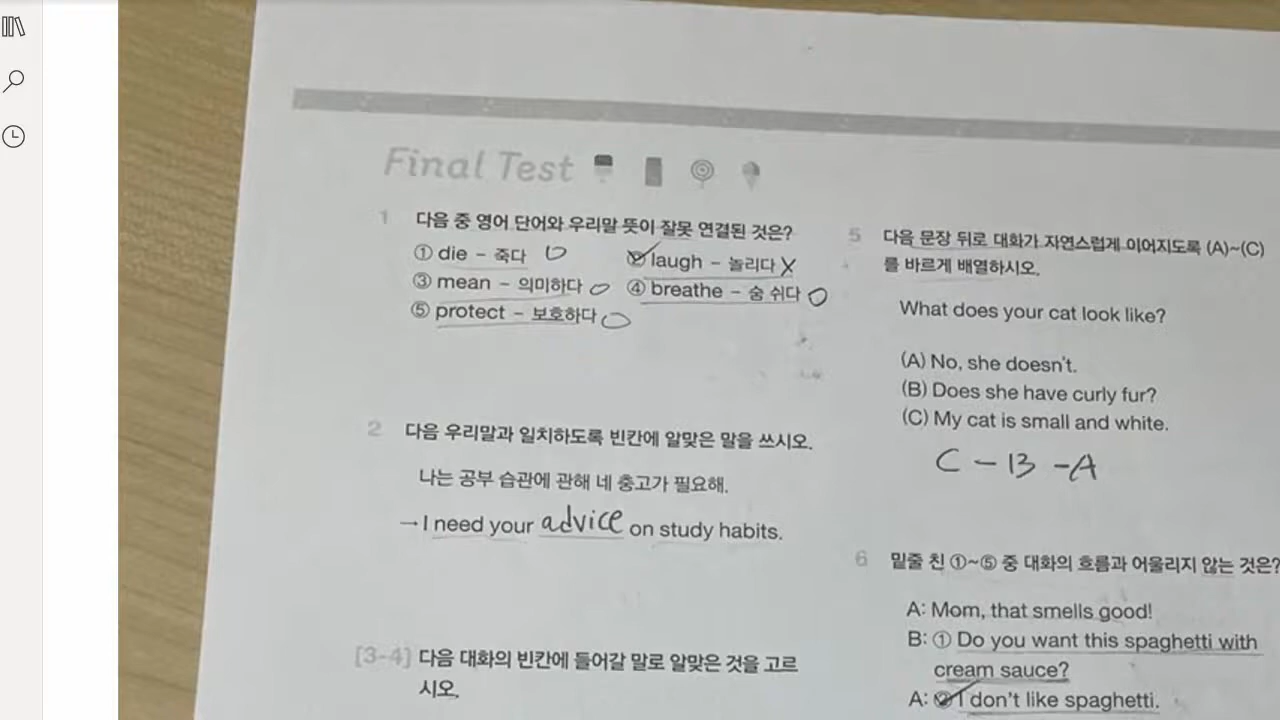 Final Test
1 다음 중 영어 단어와 우리말 뜻이 잘못 연결된 것은?
① die - 죽다 O ② laugh - 놀리다 X
③ mean - 의미하다 O ④ breathe - 숨 쉬다 O
⑤ protect - 보호하다 O
2 다음 우리말과 일치하도록 빈칸에 알맞은 말을 쓰시오.
나는 공부 습관에 관해 네 충고가 필요해.
→ I need your advice on study habits.
[3-4] 다음 대화의 빈칸에 들어갈 말로 알맞은 것을 고르
시오.
5 다음 문장 뒤로 대화가 자연스럽게 이어지도록 (A)~(C)
를 바르게 배열하시오.
What does your cat look like?
(A) No, she doesn't.
(B) Does she have curly fur?
(C) My cat is small and white.
C - B - A
6 밑줄 친 ①~⑤ 중 대화의 흐름과 어울리지 않는 것은?
A: Mom, that smells good!
B: ① Do you want this spaghetti with
cream sauce?
A: ② I don't like spaghetti.